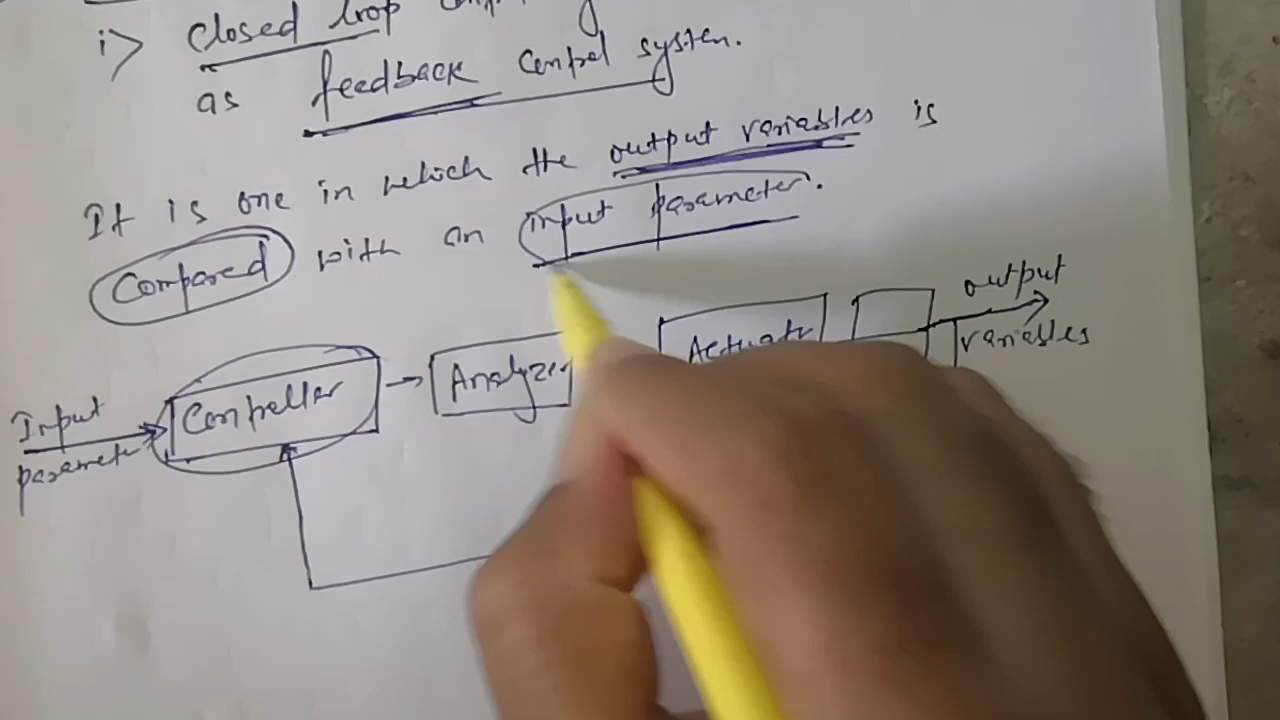 i> closed loop
as feedback control system.
It is one in which the output variables is
Compared with an input parameter.
Input parameter
Controller
Analyzer
Actuatr
output variables